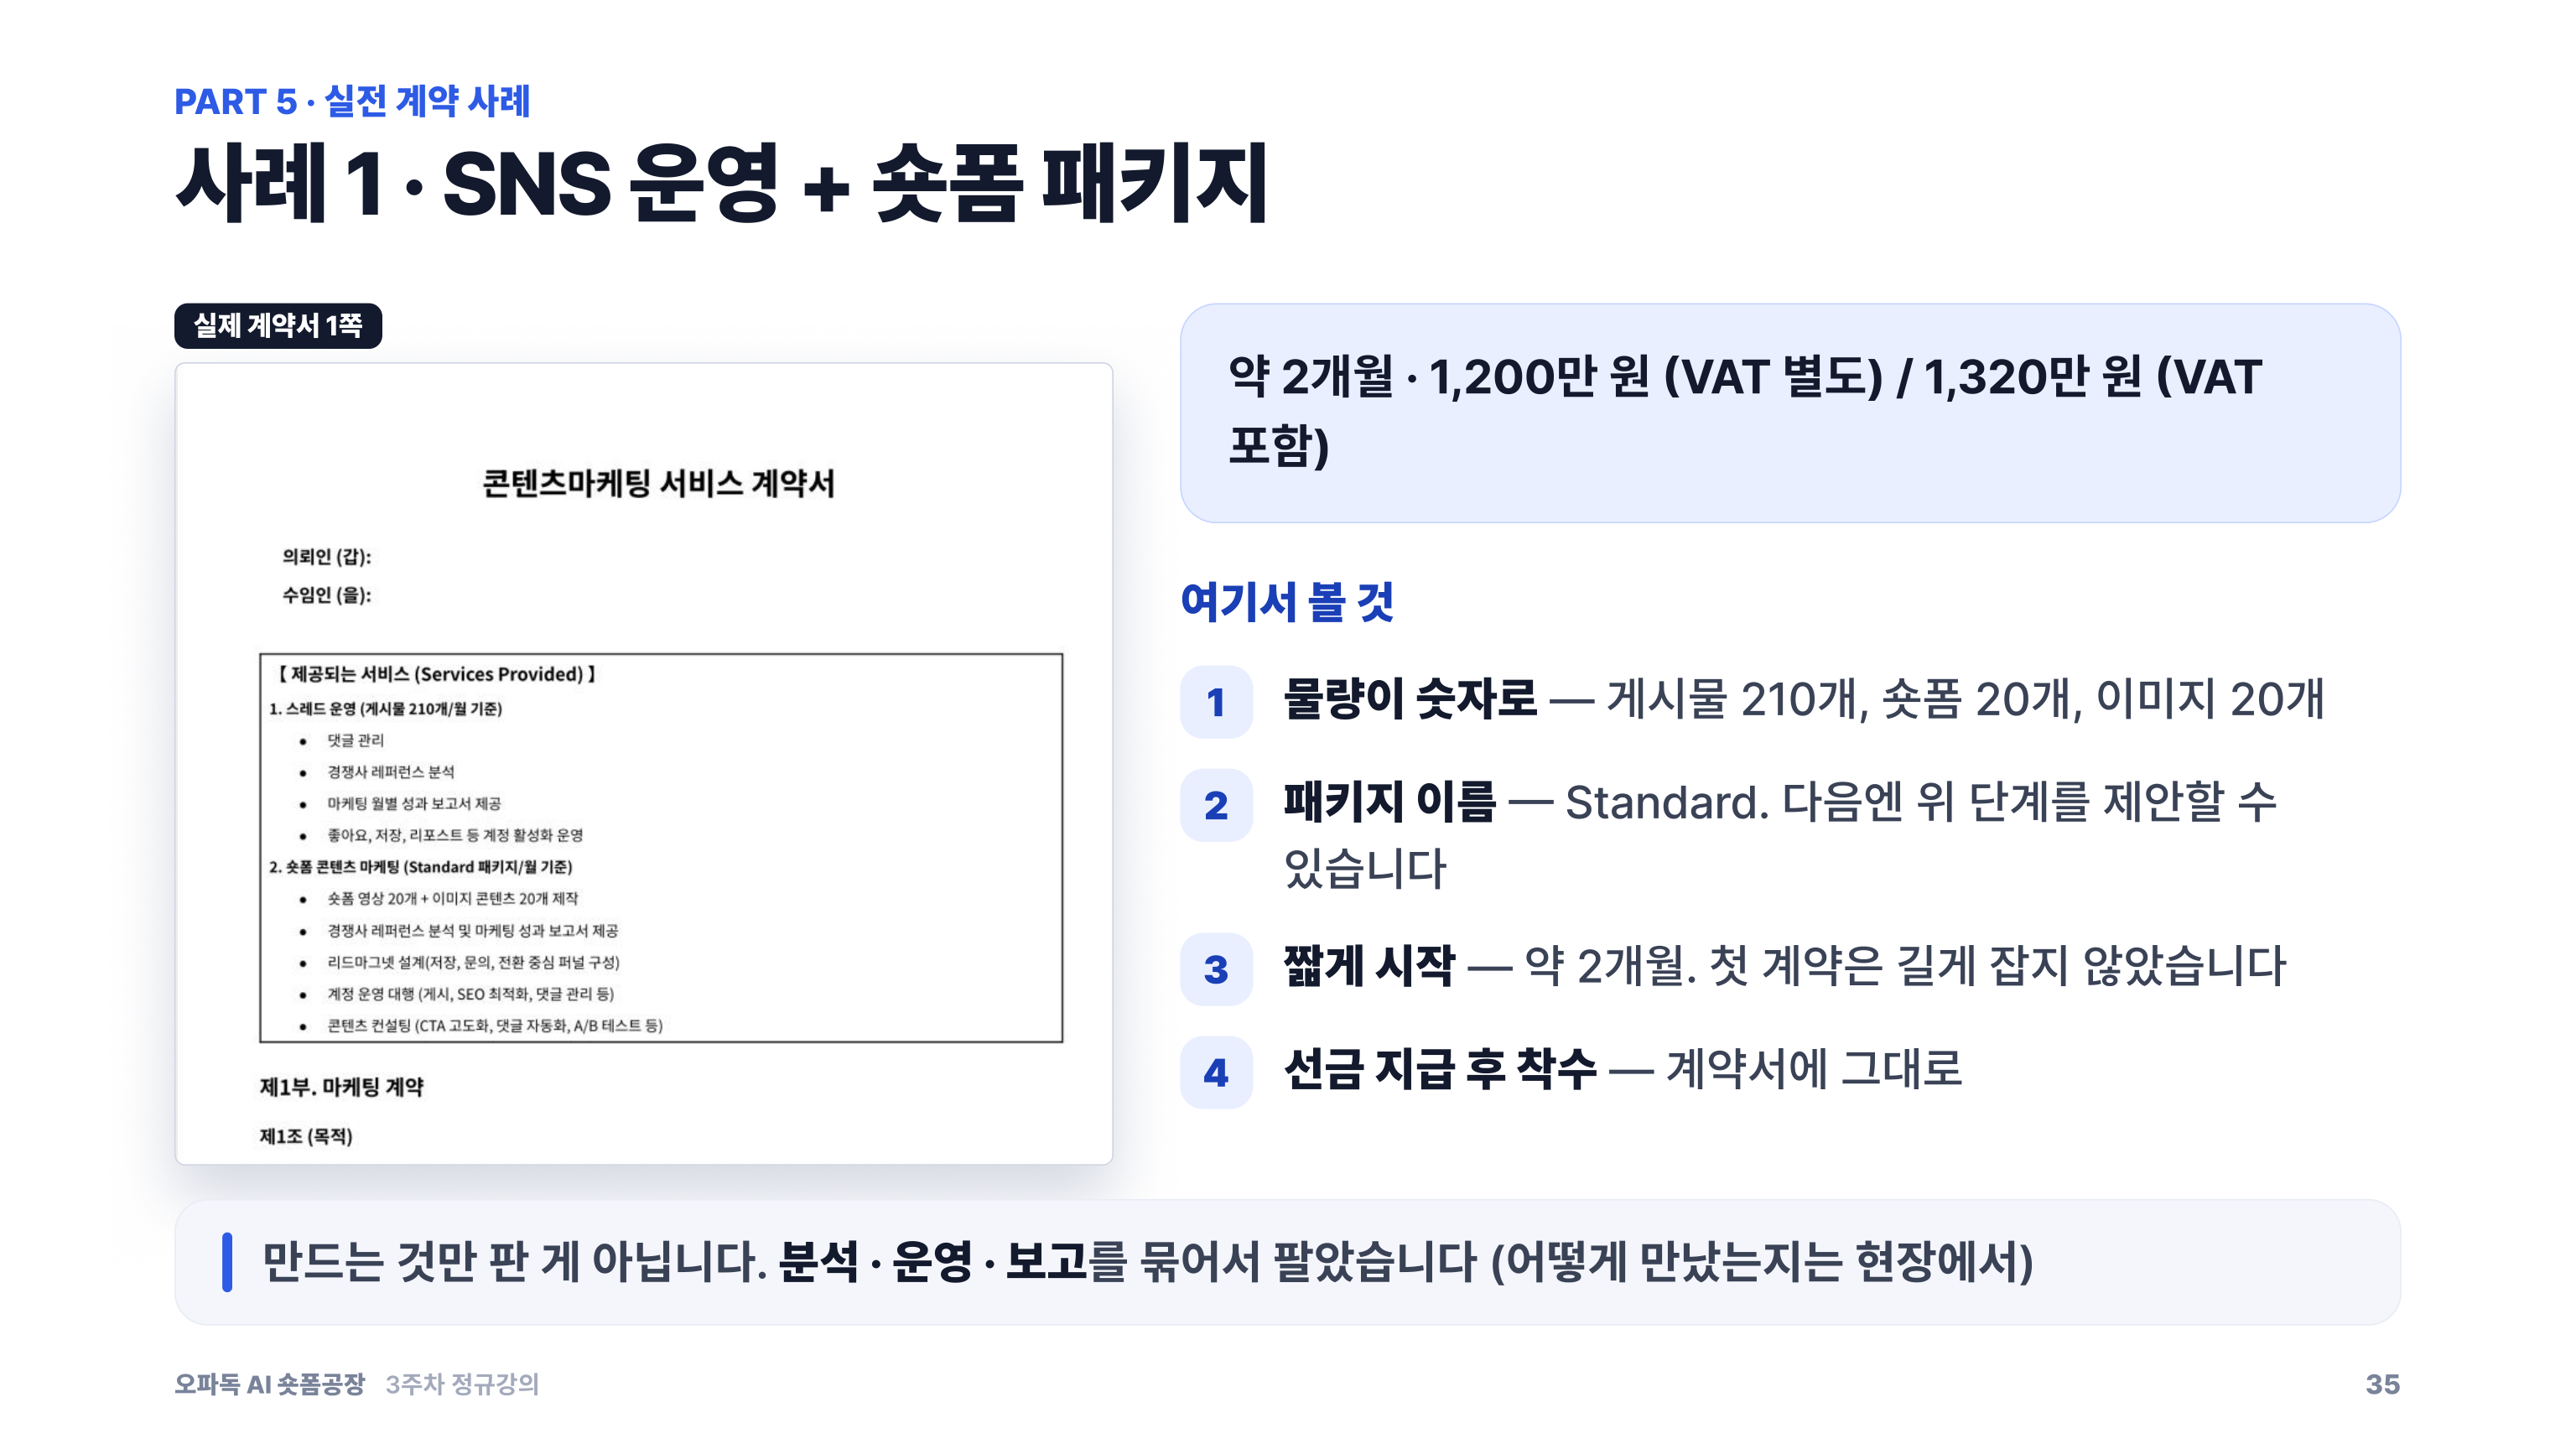 PART 5 · 실전 계약 사례
사례 1 · SNS 운영 + 숏폼 패키지
실제 계약서 1쪽
콘텐츠마케팅 서비스 계약서
의뢰인 (갑):
수임인 (을):
【 제공되는 서비스 (Services Provided) 】
1. 스레드 운영 (게시물 210개/월 기준)
● 댓글 관리
● 경쟁사 레퍼런스 분석
● 마케팅 월별 성과 보고서 제공
● 좋아요, 저장, 리포스트 등 계정 활성화 운영
2. 숏폼 콘텐츠 마케팅 (Standard 패키지/월 기준)
● 숏폼 영상 20개 + 이미지 콘텐츠 20개 제작
● 경쟁사 레퍼런스 분석 및 마케팅 성과 보고서 제공
● 리드마그넷 설계(저장, 문의, 전환 중심 퍼널 구성)
● 계정 운영 대행 (게시, SEO 최적화, 댓글 관리 등)
● 콘텐츠 컨설팅 (CTA 고도화, 댓글 자동화, A/B 테스트 등)
제1부. 마케팅 계약
제1조 (목적)
약 2개월 · 1,200만 원 (VAT 별도) / 1,320만 원 (VAT
포함)
여기서 볼 것
1 물량이 숫자로 — 게시물 210개, 숏폼 20개, 이미지 20개
2 패키지 이름 — Standard. 다음엔 위 단계를 제안할 수
있습니다
3 짧게 시작 — 약 2개월. 첫 계약은 길게 잡지 않았습니다
4 선금 지급 후 착수 — 계약서에 그대로
만드는 것만 판 게 아닙니다. 분석 · 운영 · 보고를 묶어서 팔았습니다 (어떻게 만났는지는 현장에서)
오파독 AI 숏폼공장 3주차 정규강의
35